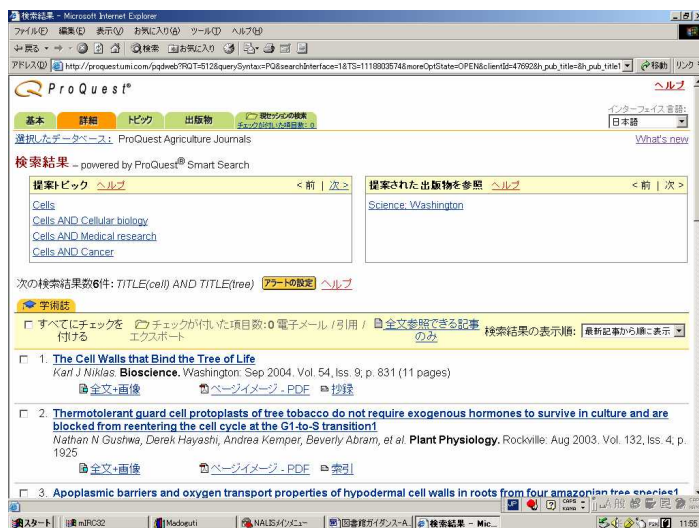 検索結果 - Microsoft Internet Explorer
ファイル(F) 編集(E) 表示(V) お気に入り(A) ツール(T) ヘルプ(H)
戻る 検索 お気に入り
アドレス(D) http://proquest.umi.com/pqdweb?RQT=512&querySyntax=PQ&searchInterface=1&TS=1118803574&moreOptState=OPEN&clientId=47692&h_pub_title=&h_pub_title1 移動 リンク
ProQuest® ヘルプ
基本 詳細 トピック 出版物 現セッションの検索
チェックが付いた項目数: 0
インターフェイス言語:
日本語
選択したデータベース: ProQuest Agriculture Journals What's new
検索結果 – powered by ProQuest® Smart Search
提案トピック ヘルプ < 前 | 次 >
Cells
Cells AND Cellular biology
Cells AND Medical research
Cells AND Cancer
提案された出版物を参照 ヘルプ < 前 | 次 >
Science; Washington
次の検索結果数6件: TITLE(cell) AND TITLE(tree) アラートの設定 ヘルプ
学術誌
すべてにチェックを付ける チェックが付いた項目数: 0 電子メール / 引用 / エクスポート 全文参照できる記事のみ 検索結果の表示順: 最新記事から順に表示
1. The Cell Walls that Bind the Tree of Life
Karl J Niklas. Bioscience. Washington: Sep 2004. Vol. 54, Iss. 9; p. 831 (11 pages)
全文+画像 ページイメージ - PDF 抄録
2. Thermotolerant guard cell protoplasts of tree tobacco do not require exogenous hormones to survive in culture and are
blocked from reentering the cell cycle at the G1-to-S transition1
Nathan N Gushwa, Derek Hayashi, Andrea Kemper, Beverly Abram, et al. Plant Physiology. Rockville: Aug 2003. Vol. 132, Iss. 4; p.
1925
全文+画像 ページイメージ - PDF 索引
3. Apoplasmic barriers and oxygen transport properties of hypodermal cell walls in roots from four amazonian tree species1
スタート mIRC32 Madoguti NALISメインメニュー 図書館ガイダンス-A... 検索結果 - Mic...